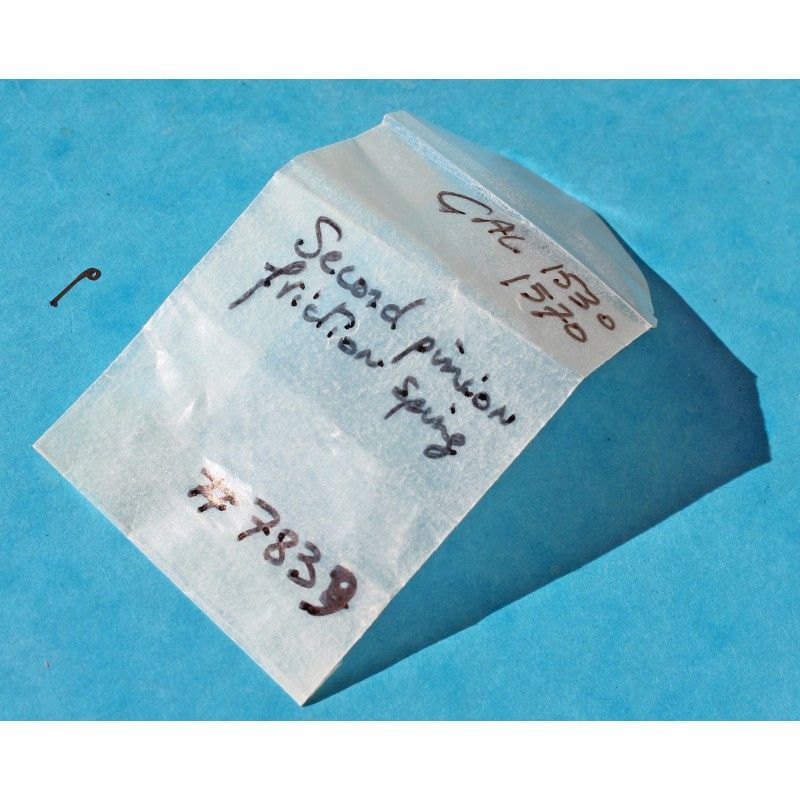 CAL 1530
1570
Second pinion
friction spring
# 7839